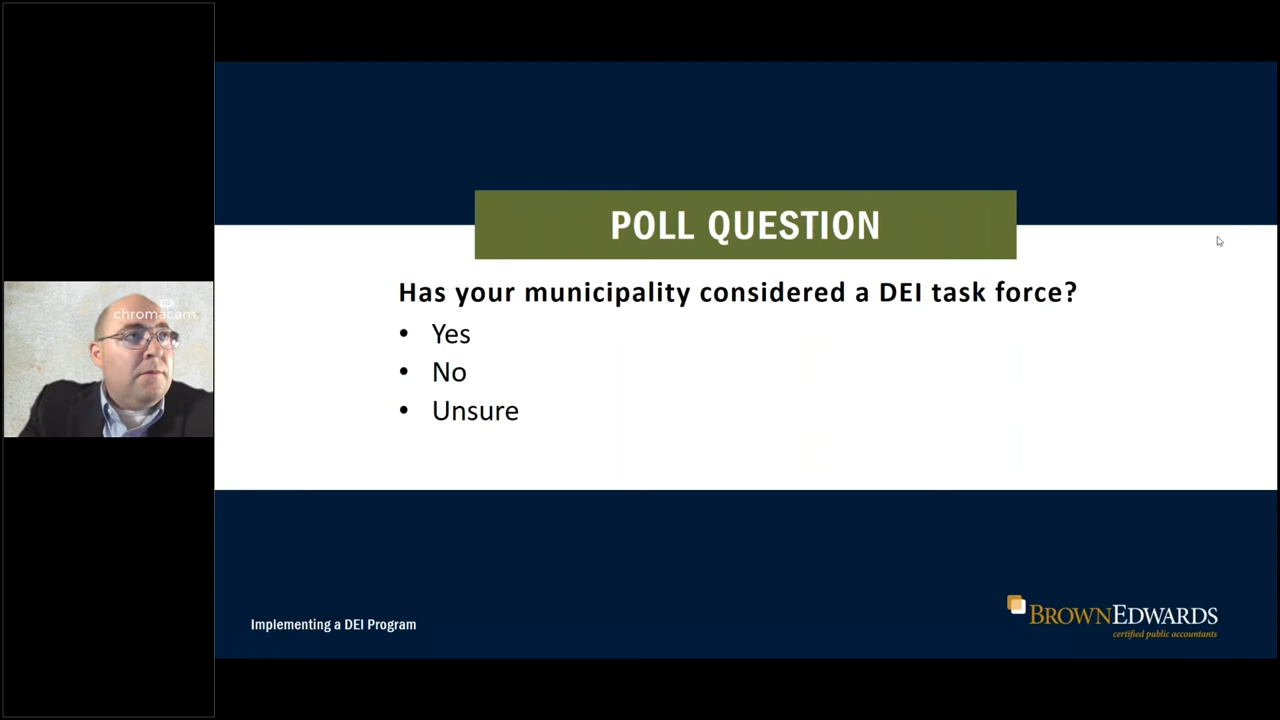 chromacam
POLL QUESTION
Has your municipality considered a DEI task force?
• Yes
• No
• Unsure
Implementing a DEI Program
BROWNEDWARDS
certified public accountants